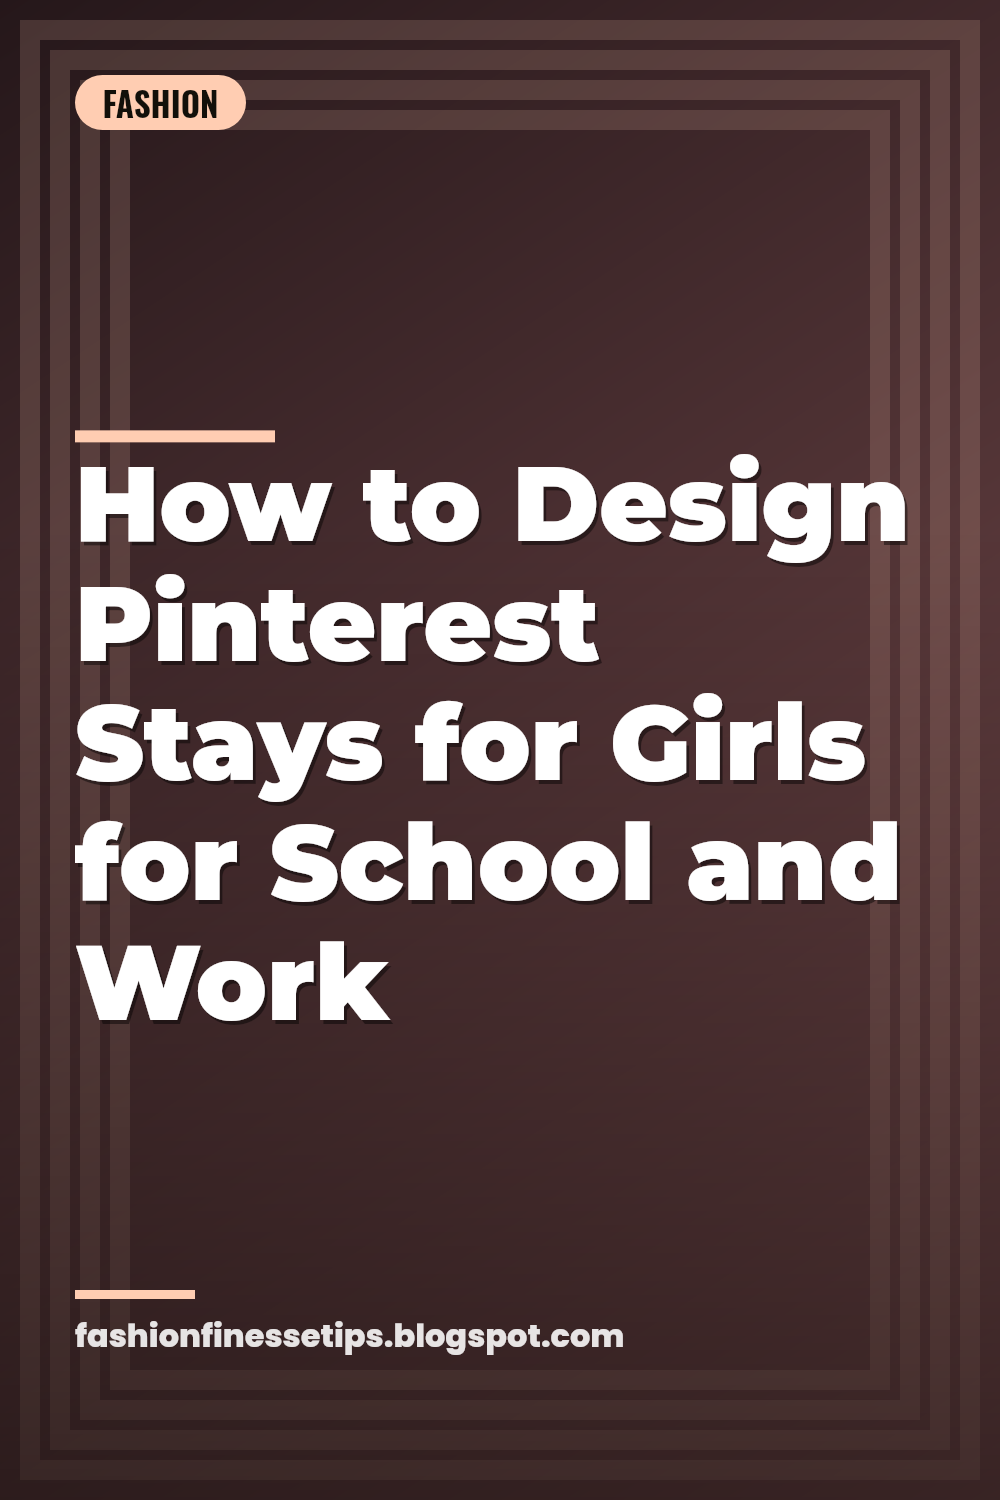 FASHION
How to Design
Pinterest
Stays for Girls
for School and
Work
fashionfinessetips.blogspot.com